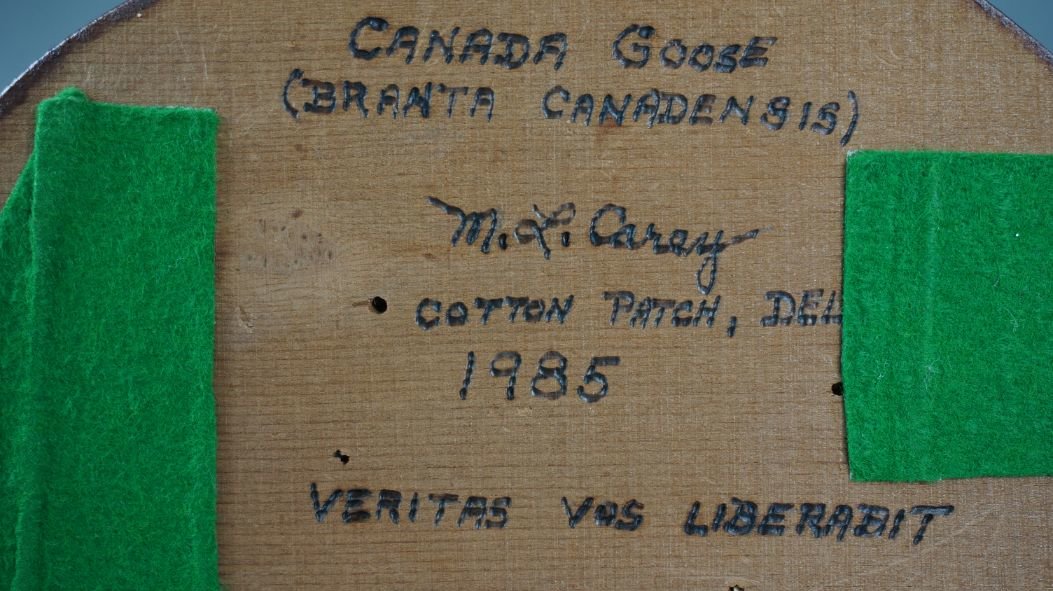 CANADA GOOSE
(BRANTA CANADENSIS)
M. L. Carey
COTTON PATCH, DEL
1985
VERITAS VOS LIBERABIT